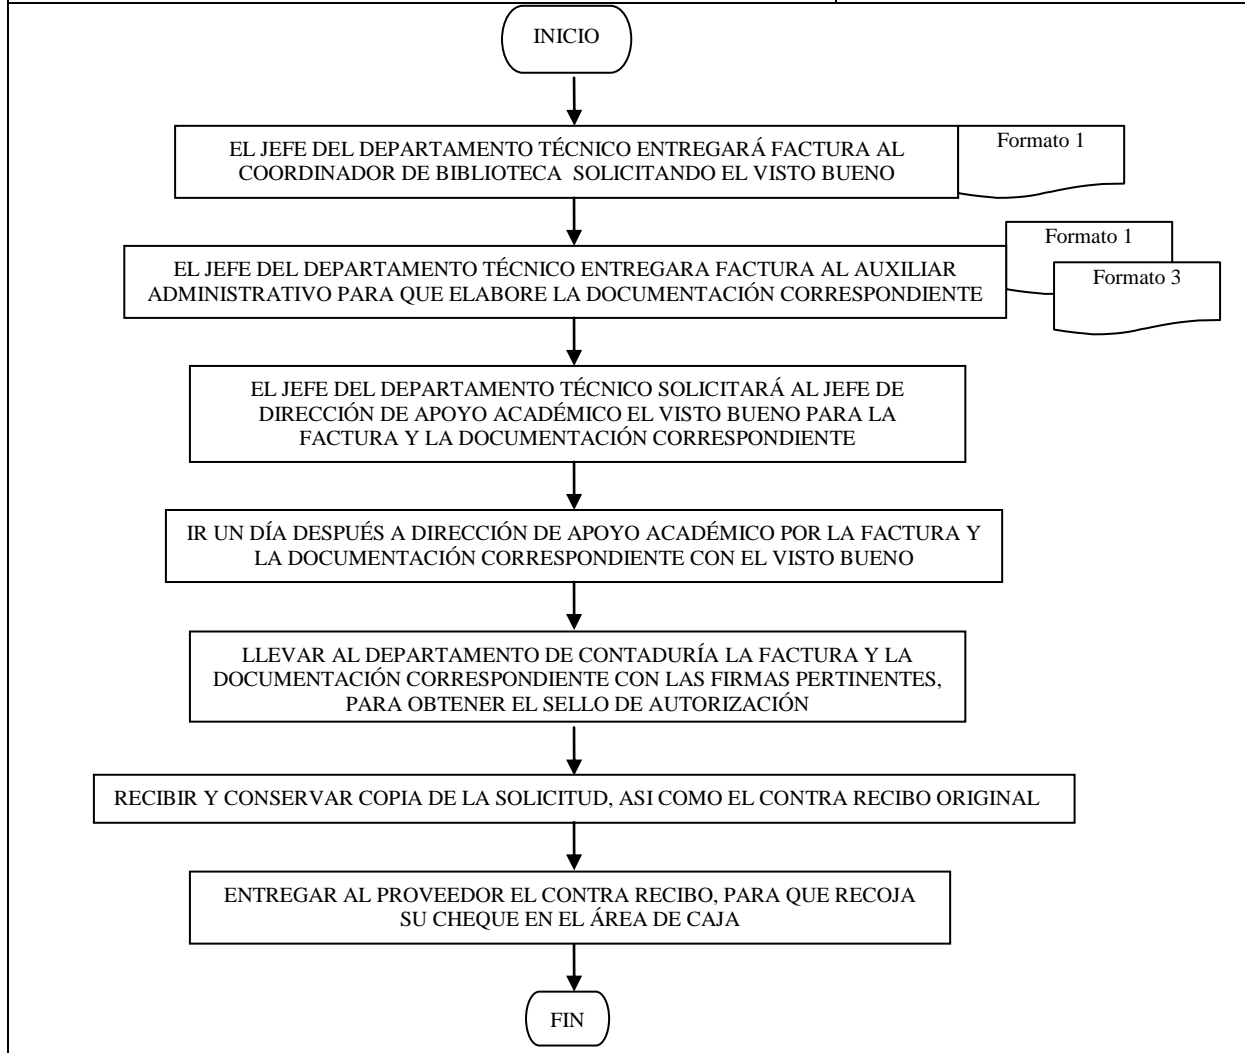 INICIO
EL JEFE DEL DEPARTAMENTO TÉCNICO ENTREGARÁ FACTURA AL
COORDINADOR DE BIBLIOTECA SOLICITANDO EL VISTO BUENO
Formato 1
EL JEFE DEL DEPARTAMENTO TÉCNICO ENTREGARA FACTURA AL AUXILIAR
ADMINISTRATIVO PARA QUE ELABORE LA DOCUMENTACIÓN CORRESPONDIENTE
Formato 1
Formato 3
EL JEFE DEL DEPARTAMENTO TÉCNICO SOLICITARÁ AL JEFE DE
DIRECCIÓN DE APOYO ACADÉMICO EL VISTO BUENO PARA LA
FACTURA Y LA DOCUMENTACIÓN CORRESPONDIENTE
IR UN DÍA DESPUÉS A DIRECCIÓN DE APOYO ACADÉMICO POR LA FACTURA Y
LA DOCUMENTACIÓN CORRESPONDIENTE CON EL VISTO BUENO
LLEVAR AL DEPARTAMENTO DE CONTADURÍA LA FACTURA Y LA
DOCUMENTACIÓN CORRESPONDIENTE CON LAS FIRMAS PERTINENTES,
PARA OBTENER EL SELLO DE AUTORIZACIÓN
RECIBIR Y CONSERVAR COPIA DE LA SOLICITUD, ASI COMO EL CONTRA RECIBO ORIGINAL
ENTREGAR AL PROVEEDOR EL CONTRA RECIBO, PARA QUE RECOJA
SU CHEQUE EN EL ÁREA DE CAJA
FIN